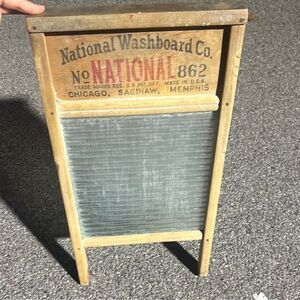 National Washboard Co.
No NATIONAL 862
TRADE MARKS REG. U.S. PAT. OFF. MADE IN U.S.A.
CHICAGO, SAGINAW, MEMPHIS